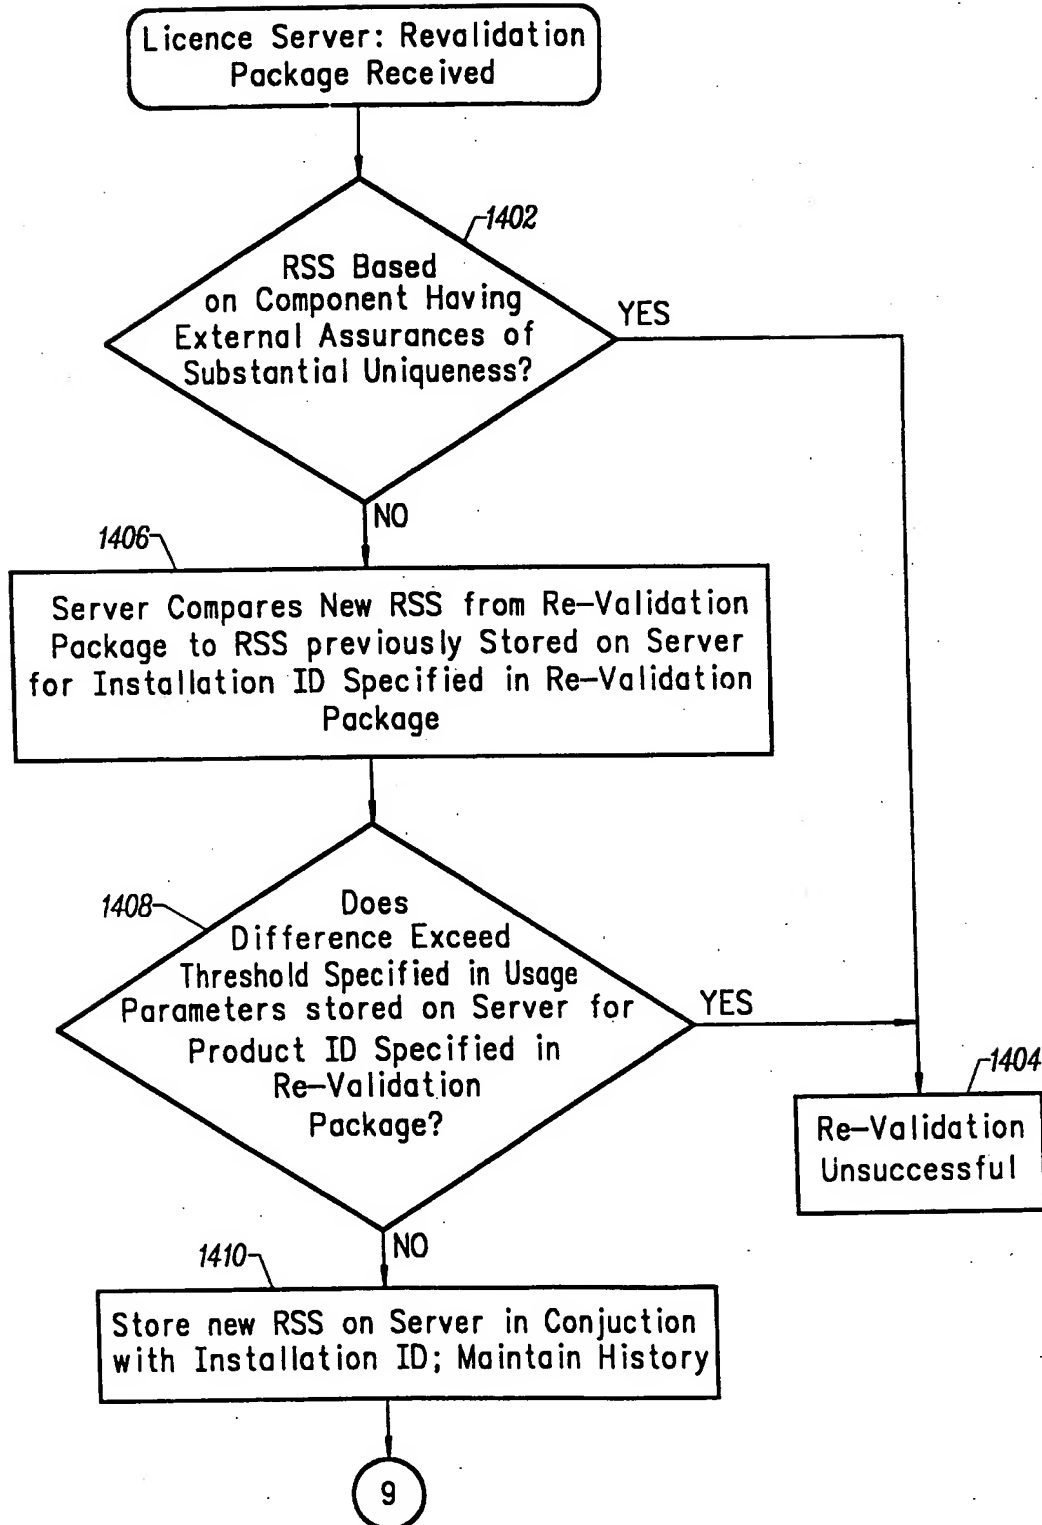 Licence Server: Revalidation
Package Received
1402
RSS Based
on Component Having
External Assurances of
Substantial Uniqueness?
YES
NO
1406
Server Compares New RSS from Re-Validation
Package to RSS previously Stored on Server
for Installation ID Specified in Re-Validation
Package
1408
Does
Difference Exceed
Threshold Specified in Usage
Parameters stored on Server for
Product ID Specified in
Re-Validation
Package?
YES
1404
Re-Validation
Unsuccessful
NO
1410
Store new RSS on Server in Conjuction
with Installation ID; Maintain History
9